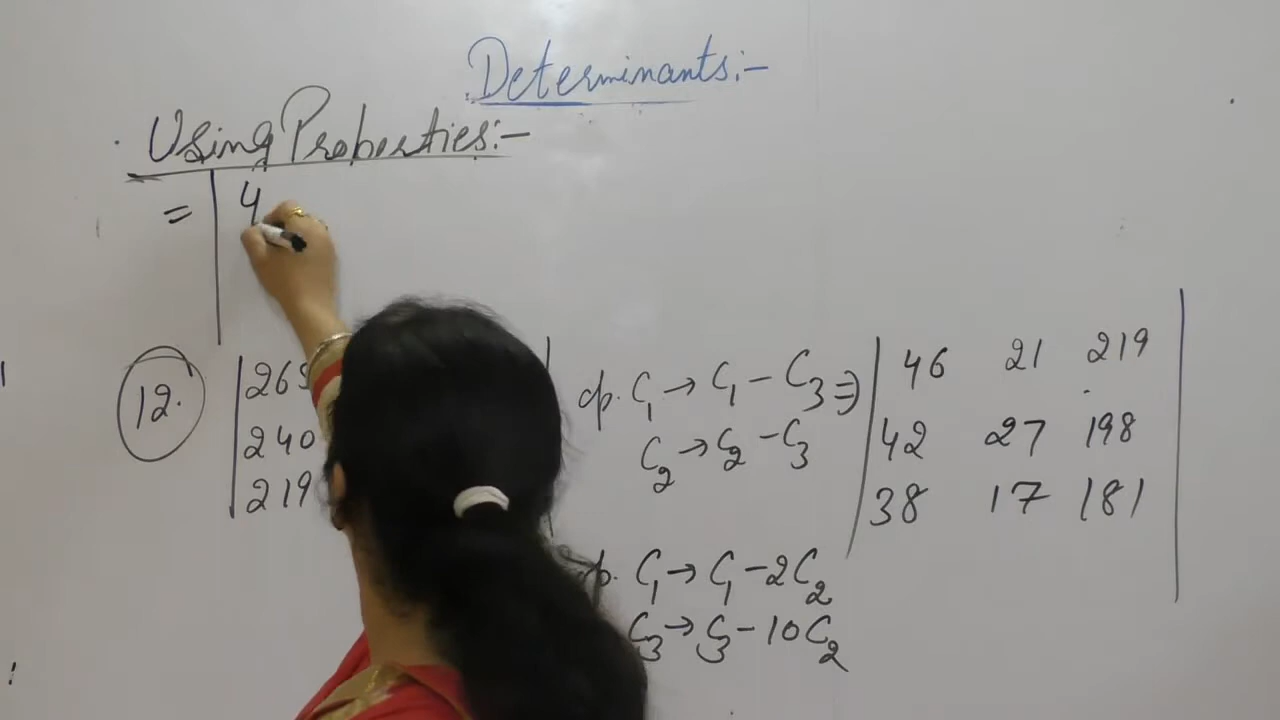 Determinants:-
Using Properties:-
= | 4
12. | 265 | op. C₁ → C₁ - C₃ ⇒ | 46 21 219 |
240 C₂ → C₂ - C₃ 42 27 198
219 38 17 181
op. C₁ → C₁ - 2C₂
C₃ → C₃ - 10C₂